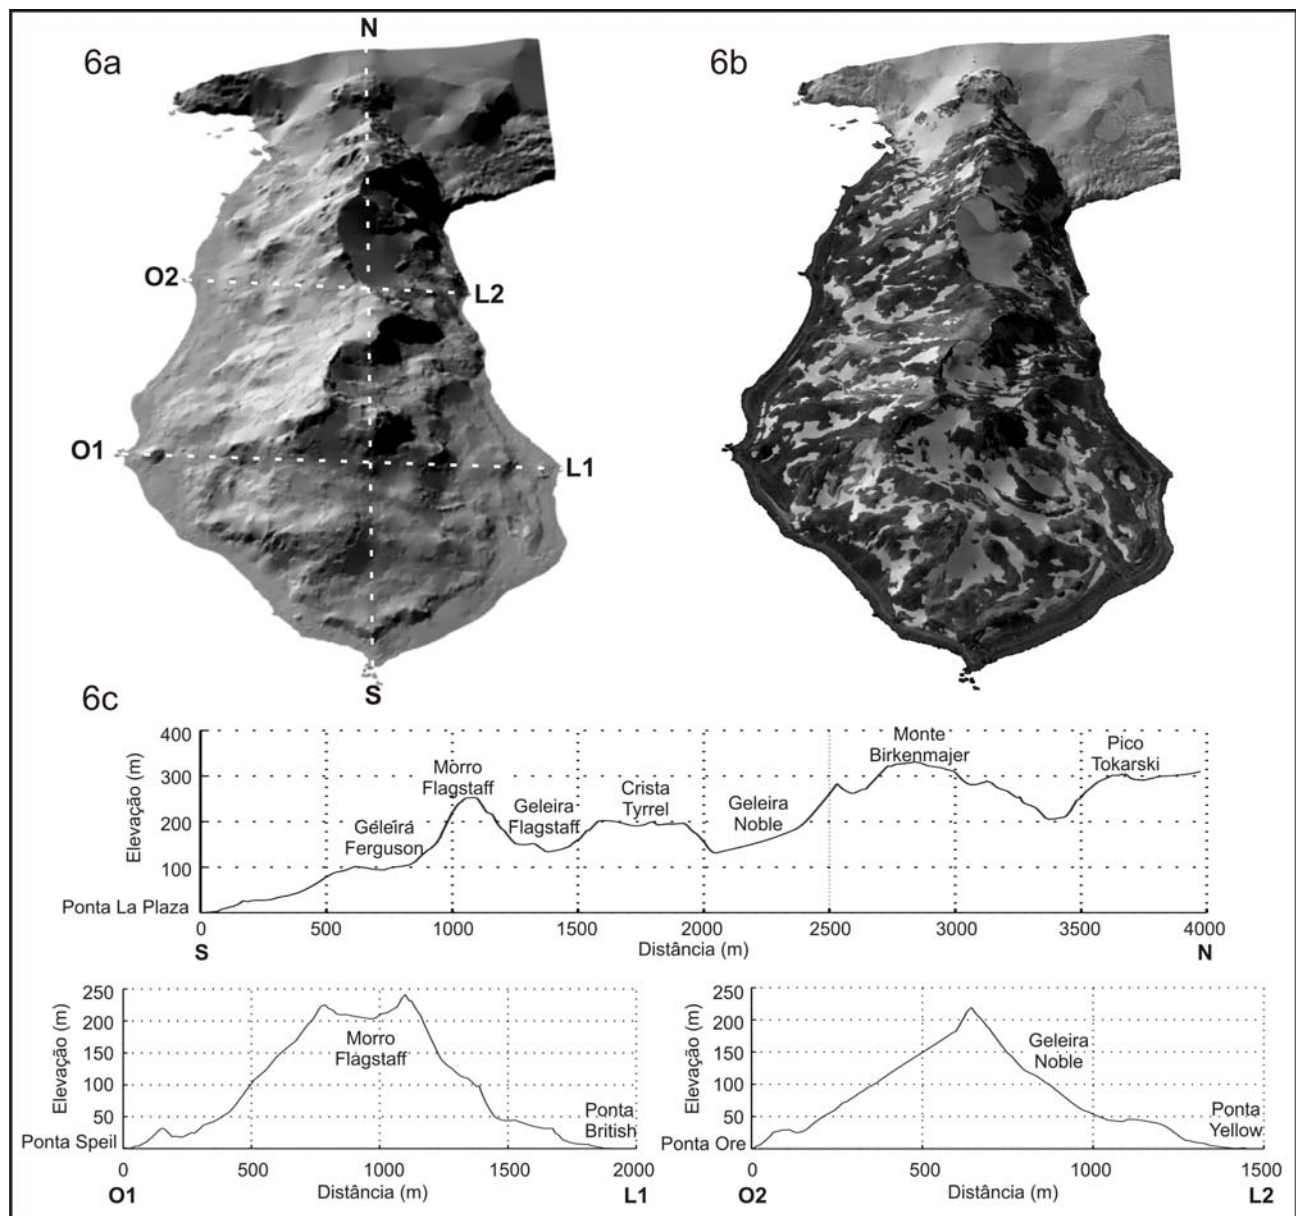 6a
N
6b
O2
L2
O1
L1
S
6c
Elevação (m)
400
300
200
100
Ponta La Plaza
Geleira
Ferguson
Morro
Flagstaff
Geleira
Flagstaff
Crista
Tyrrel
Geleira
Noble
Monte
Birkenmajer
Pico
Tokarski
0 500 1000 1500 2000 2500 3000 3500 4000
S Distância (m) N
Elevação (m)
250
200
150
100
50
Ponta Speil
Morro
Flagstaff
Ponta
British
0 500 1000 1500 2000
O1 Distância (m) L1
Elevação (m)
250
200
150
100
50
Ponta Ore
Geleira
Noble
Ponta
Yellow
0 500 1000 1500
O2 Distância (m) L2